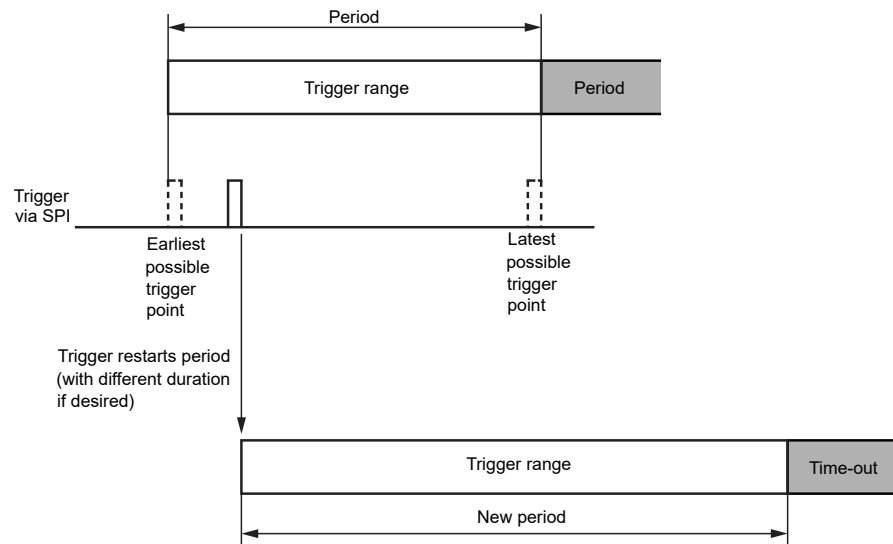 Period
Trigger range
Period
Trigger
via SPI
Earliest
possible
trigger
point
Latest
possible
trigger
point
Trigger restarts period
(with different duration
if desired)
Trigger range
Time-out
New period